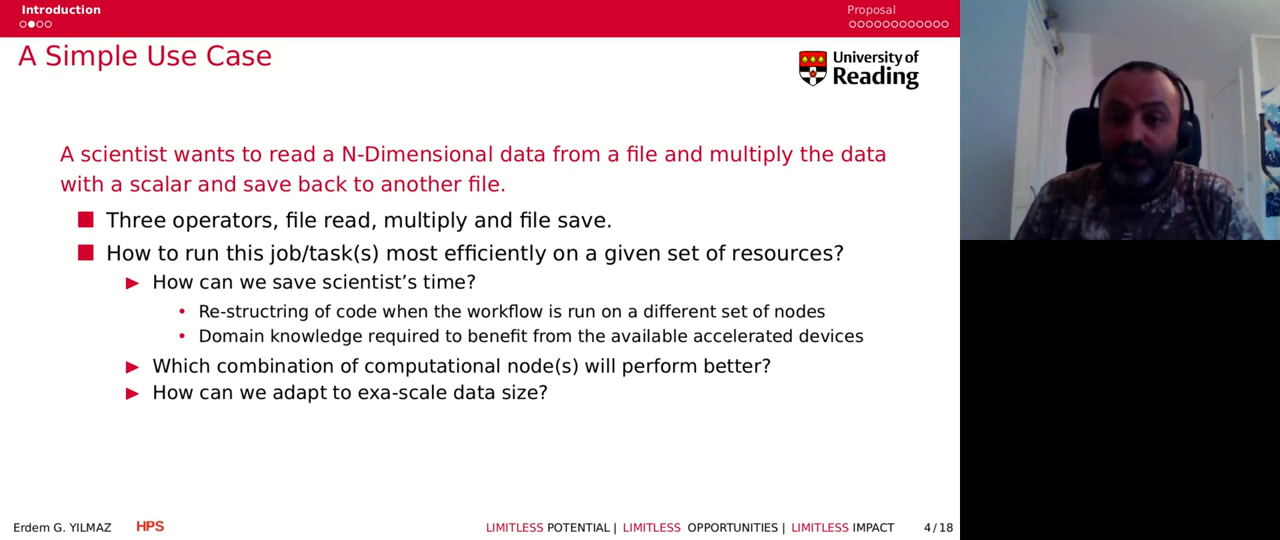 Introduction
Proposal
A Simple Use Case
University of
Reading
A scientist wants to read a N-Dimensional data from a file and multiply the data
with a scalar and save back to another file.
Three operators, file read, multiply and file save.
How to run this job/task(s) most efficiently on a given set of resources?
How can we save scientist's time?
Re-structring of code when the workflow is run on a different set of nodes
Domain knowledge required to benefit from the available accelerated devices
Which combination of computational node(s) will perform better?
How can we adapt to exa-scale data size?
Erdem G. YILMAZ HPS LIMITLESS POTENTIAL | LIMITLESS OPPORTUNITIES | LIMITLESS IMPACT 4/18